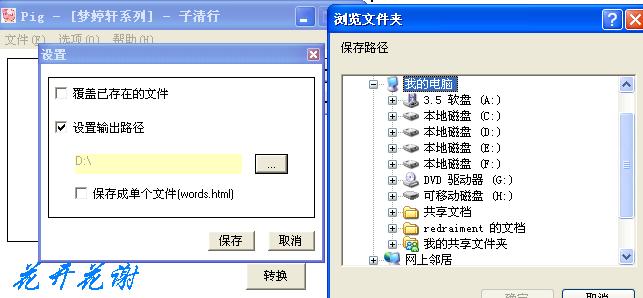 Pig - [梦婷轩系列] - 子清行
文件(F) 选项(O) 帮助(H)
设置
覆盖已存在的文件
设置输出路径
D:\
...
保存成单个文件(words.html)
保存
取消
转换
花开花谢
浏览文件夹
保存路径
我的电脑
3.5 软盘 (A:)
本地磁盘 (C:)
本地磁盘 (D:)
本地磁盘 (E:)
本地磁盘 (F:)
DVD 驱动器 (G:)
可移动磁盘 (H:)
共享文档
redraiment 的文档
我的共享文件夹
网上邻居
确定
取消